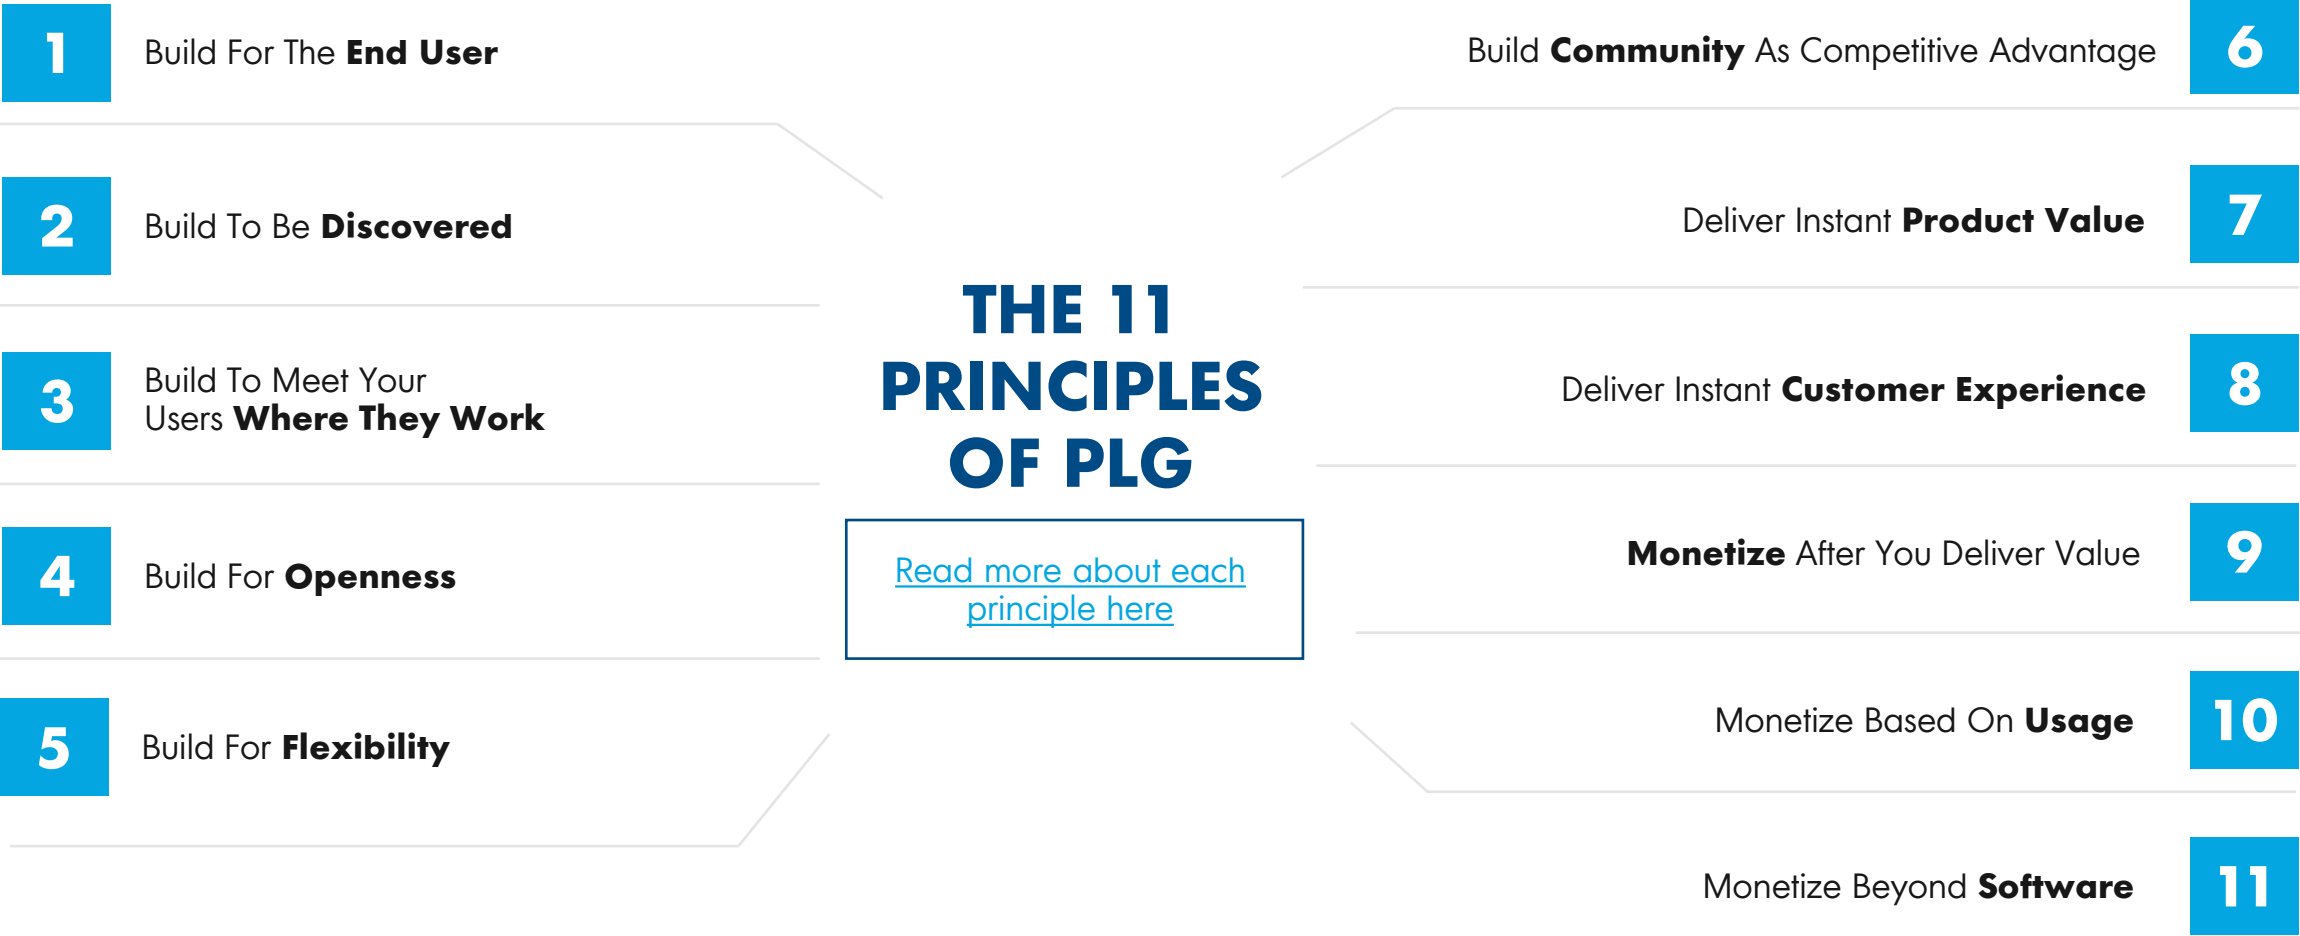 1
Build For The End User
2
Build To Be Discovered
3
Build To Meet Your
Users Where They Work
4
Build For Openness
5
Build For Flexibility
THE 11
PRINCIPLES
OF PLG
Read more about each
principle here
Build Community As Competitive Advantage
6
Deliver Instant Product Value
7
Deliver Instant Customer Experience
8
Monetize After You Deliver Value
9
Monetize Based On Usage
10
Monetize Beyond Software
11